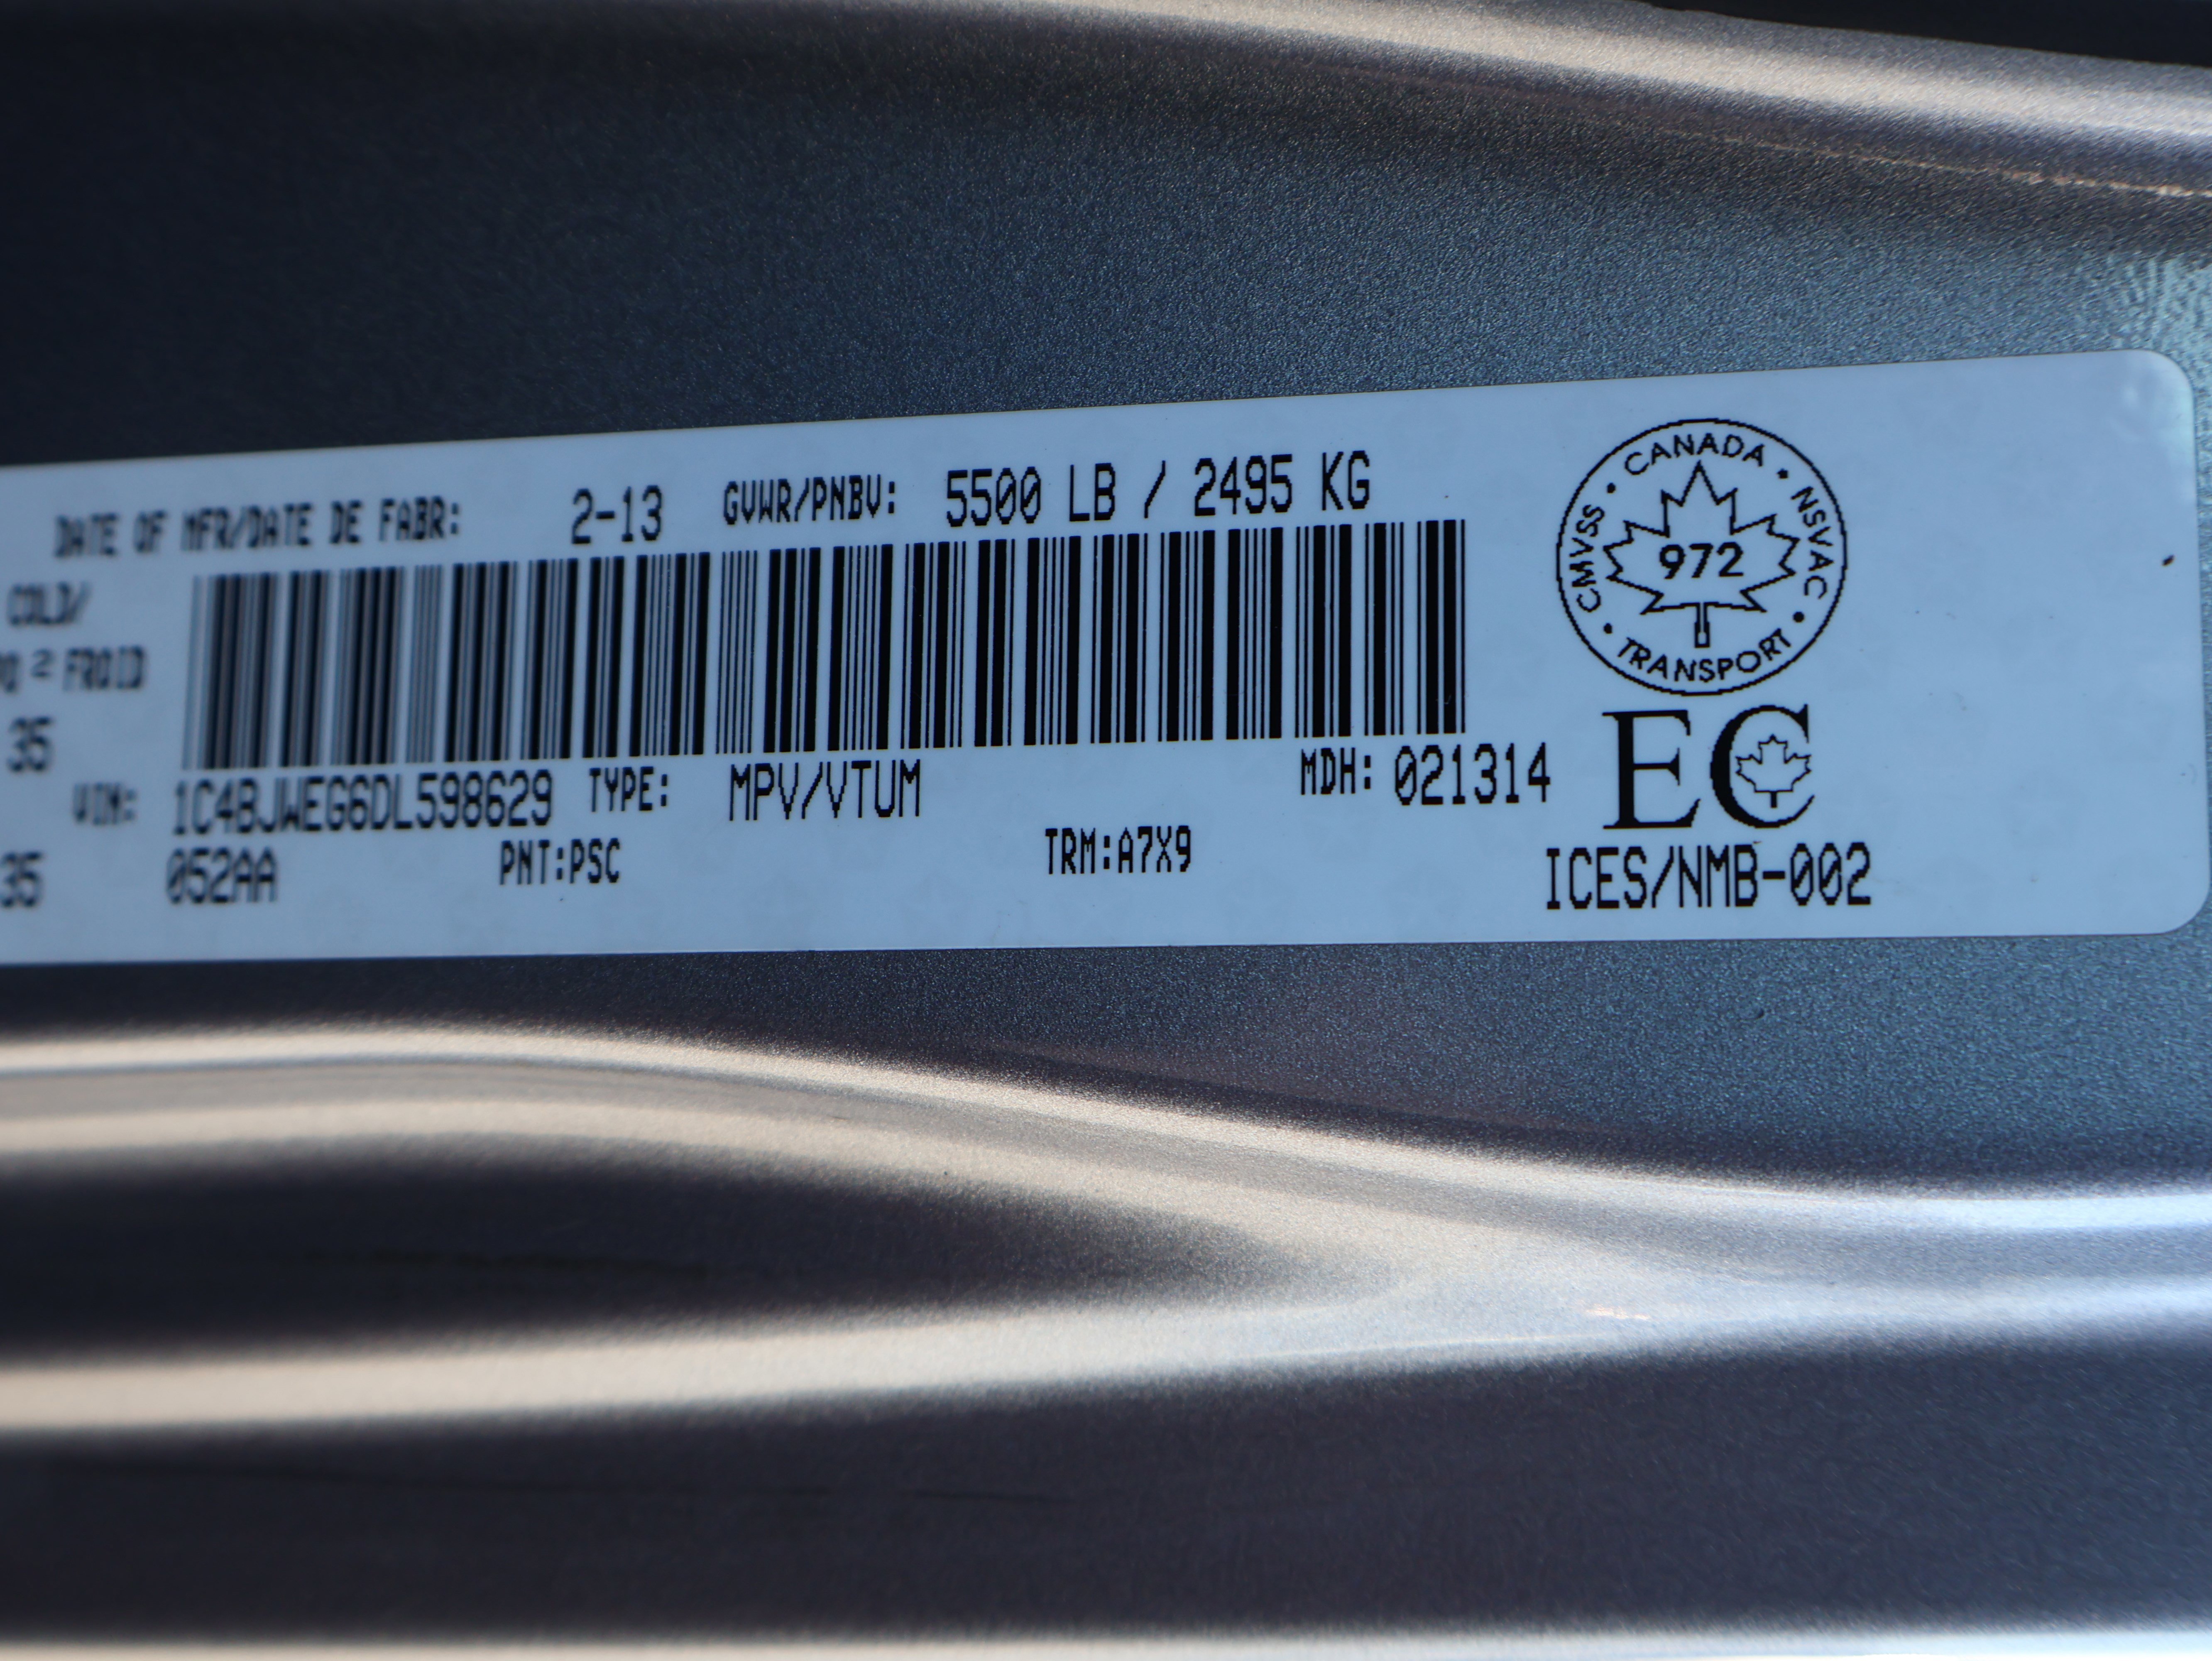 DATE OF MFR/DATE DE FABR: 2-13 GVWR/PNBV: 5500 LB / 2495 KG
COLD/
FROID
35
VIN: 1C4BJWEG6DL598629 TYPE: MPV/VTUM MDH: 021314
35 052AA PNT:PSC TRM:A7X9
CANADA • NSVAC • TRANSPORT • CMVSS •
972
EC
ICES/NMB-002